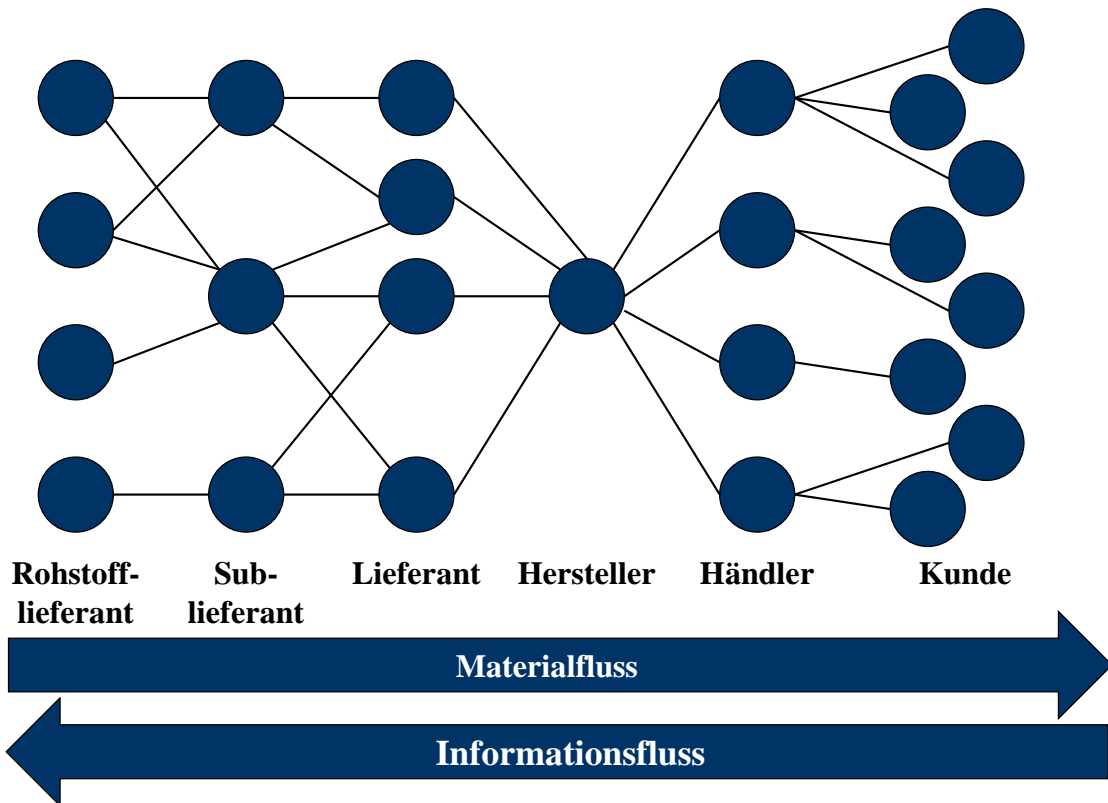 Rohstoff-
lieferant
Sub-
lieferant
Lieferant
Hersteller
Händler
Kunde
Materialfluss
Informationsfluss